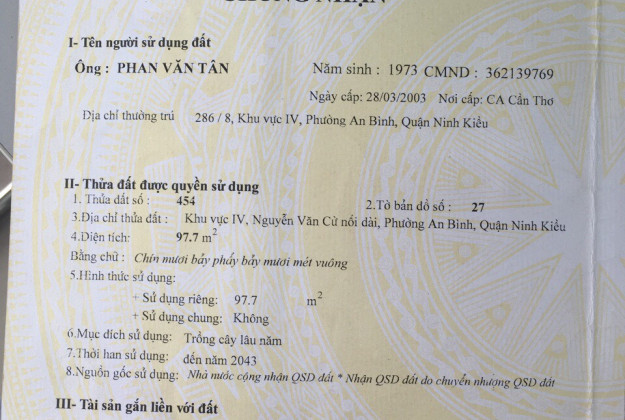 CHỨNG NHẬN
I- Tên người sử dụng đất
Ông : PHAN VĂN TÂN Năm sinh : 1973 CMND : 362139769
Ngày cấp: 28/03/2003 Nơi cấp: CA Cần Thơ
Địa chỉ thường trú 286 / 8, Khu vực IV, Phường An Bình, Quận Ninh Kiều
II- Thửa đất được quyền sử dụng
1. Thửa đất số : 454 2.Tờ bản đồ số : 27
3.Địa chỉ thửa đất : Khu vực IV, Nguyễn Văn Cừ nối dài, Phường An Bình, Quận Ninh Kiều
4.Diện tích: 97.7 m²
Bằng chữ : Chín mươi bảy phẩy bảy mươi mét vuông
5.Hình thức sử dụng:
+ Sử dụng riêng: 97.7 m²
+ Sử dụng chung: Không
6.Mục đích sử dụng: Trồng cây lâu năm
7.Thời hạn sử dụng: đến năm 2043
8.Nguồn gốc sử dụng: Nhà nước công nhận QSD đất * Nhận QSD đất do chuyển nhượng QSD đất
III- Tài sản gắn liền với đất